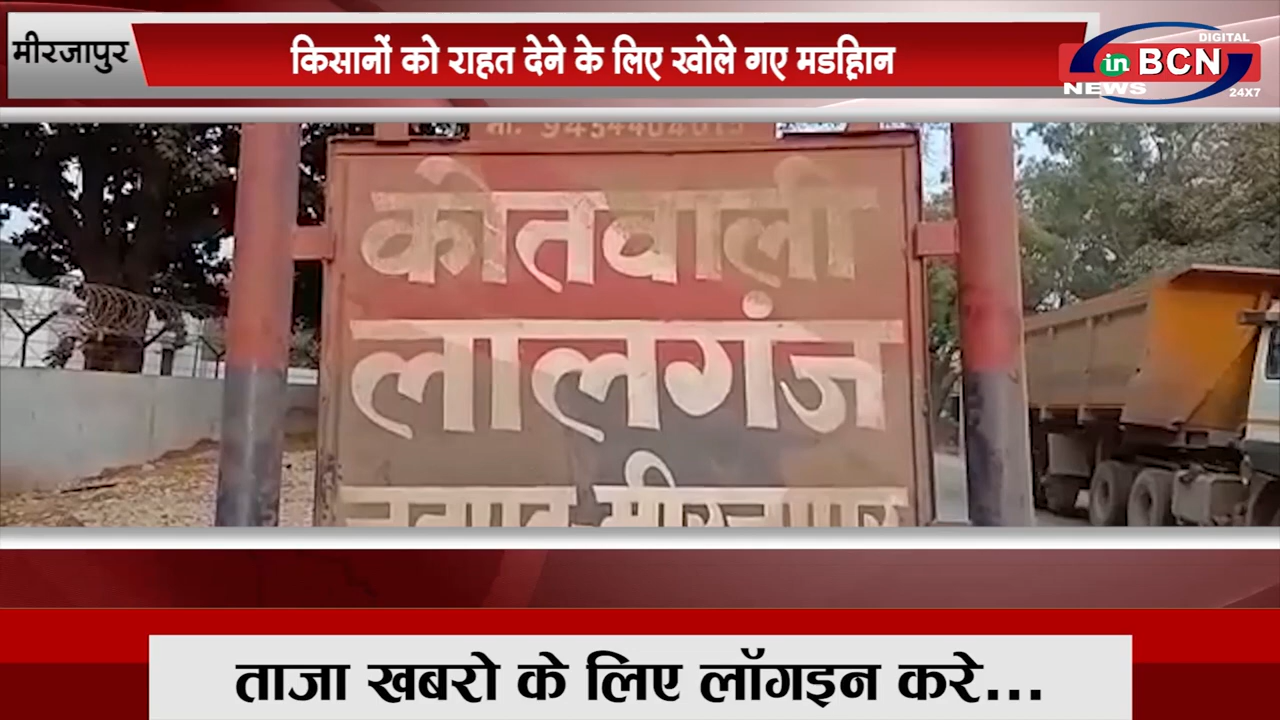 मीरजापुर
किसानों को राहत देने के लिए खोले गए मडह़िान
DIGITAL
in BCN
NEWS 24X7
कोतवाली
लालगंज
ताजा खबरो के लिए लॉगइन करे...